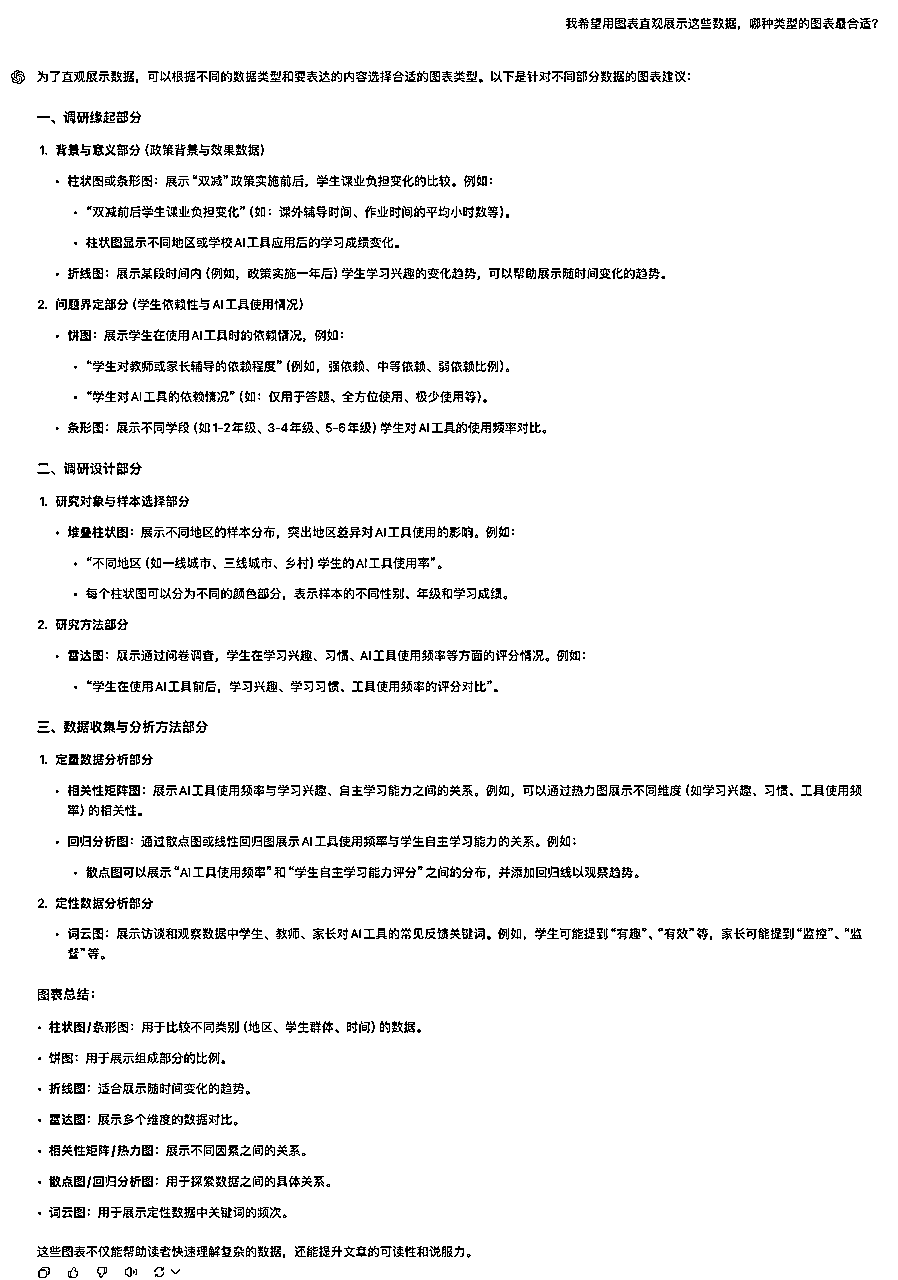 我希望用图表直观展示这些数据，哪种类型的图表最合适？
为了直观展示数据，可以根据不同的数据类型和要表达的内容选择合适的图表类型。以下是针对不同部分数据的图表建议：
一、调研缘起部分
1. 背景与意义部分（政策背景与效果数据）
• 柱状图或条形图：展示“双减”政策实施前后，学生课业负担变化的比较。例如：
• “双减前后学生课业负担变化”（如：课外辅导时间、作业时间的平均小时数等）。
• 柱状图显示不同地区或学校AI工具应用后的学习成绩变化。
• 折线图：展示某段时间内（例如，政策实施一年后）学生学习兴趣的变化趋势，可以帮助展示随时间变化的趋势。
2. 问题界定部分（学生依赖性与AI工具使用情况）
• 饼图：展示学生在使用AI工具时的依赖情况，例如：
• “学生对教师或家长辅导的依赖程度”（例如，强依赖、中等依赖、弱依赖比例）。
• “学生对AI工具的依赖情况”（如：仅用于答题、全方位使用、极少使用等）。
• 条形图：展示不同学段（如1-2年级、3-4年级、5-6年级）学生对AI工具的使用频率对比。
二、调研设计部分
1. 研究对象与样本选择部分
• 堆叠柱状图：展示不同地区的样本分布，突出地区差异对AI工具使用的影响。例如：
• “不同地区（如一线城市、三线城市、乡村）学生的AI工具使用率”。
• 每个柱状图可以分为不同的颜色部分，表示样本的不同性别、年级和学习成绩。
2. 研究方法部分
• 雷达图：展示通过问卷调查，学生在学习兴趣、习惯、AI工具使用频率等方面的评分情况。例如：
• “学生在使用AI工具前后，学习兴趣、学习习惯、工具使用频率的评分对比”。
三、数据收集与分析方法部分
1. 定量数据分析部分
• 相关性矩阵图：展示AI工具使用频率与学习兴趣、自主学习能力之间的关系。例如，可以通过热力图展示不同维度（如学习兴趣、习惯、工具使用频
率）的相关性。
• 回归分析图：通过散点图或线性回归图展示AI工具使用频率与学生自主学习能力的关系。例如：
• 散点图可以展示“AI工具使用频率”和“学生自主学习能力评分”之间的分布，并添加回归线以观察趋势。
2. 定性数据分析部分
• 词云图：展示访谈和观察数据中学生、教师、家长对AI工具的常见反馈关键词。例如，学生可能提到“有趣”、“有效”等，家长可能提到“监控”、“监
督”等。
图表总结：
• 柱状图/条形图：用于比较不同类别（地区、学生群体、时间）的数据。
• 饼图：用于展示组成部分的比例。
• 折线图：适合展示随时间变化的趋势。
• 雷达图：展示多个维度的数据对比。
• 相关性矩阵/热力图：展示不同因素之间的关系。
• 散点图/回归分析图：用于探索数据之间的具体关系。
• 词云图：用于展示定性数据中关键词的频次。
这些图表不仅能帮助读者快速理解复杂的数据，还能提升文章的可读性和说服力。